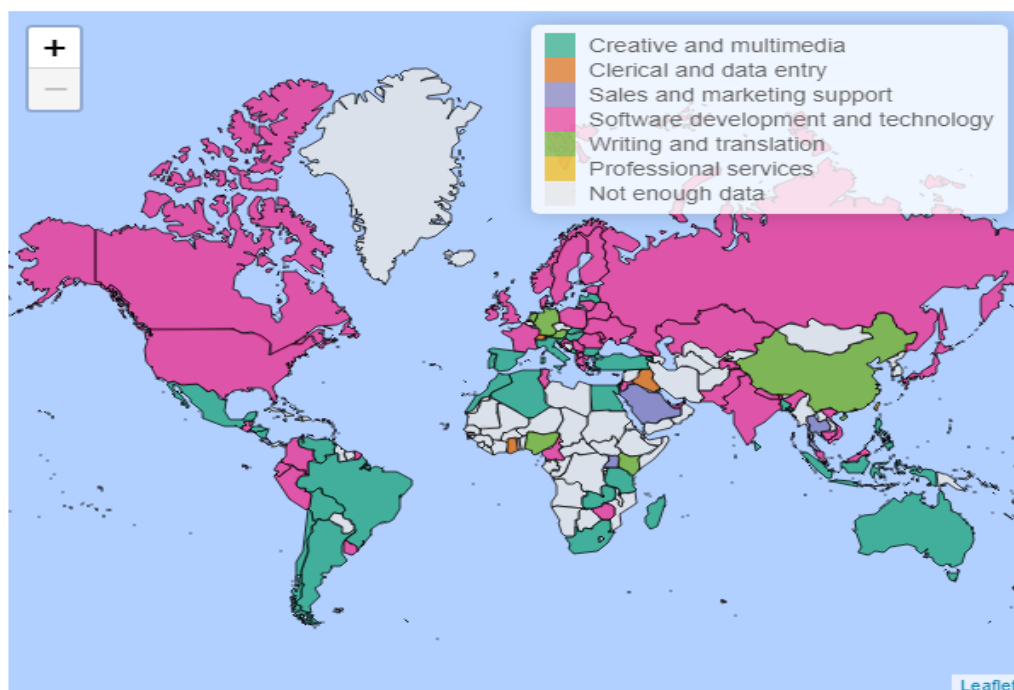 +
−
Creative and multimedia
Clerical and data entry
Sales and marketing support
Software development and technology
Writing and translation
Professional services
Not enough data
Leaflet